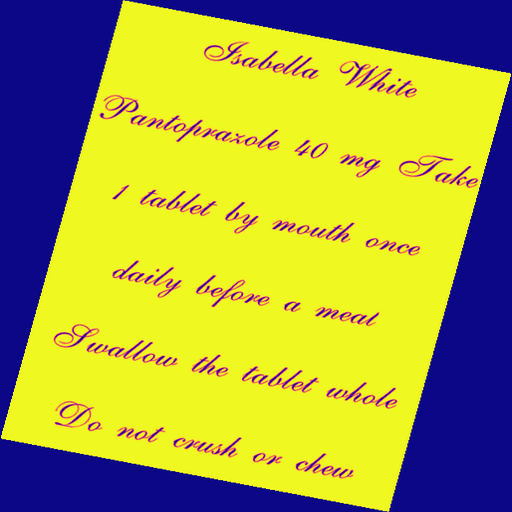 Isabella White
Pantoprazole 40 mg Take
1 tablet by mouth once
daily before a meal
Swallow the tablet whole
Do not crush or chew